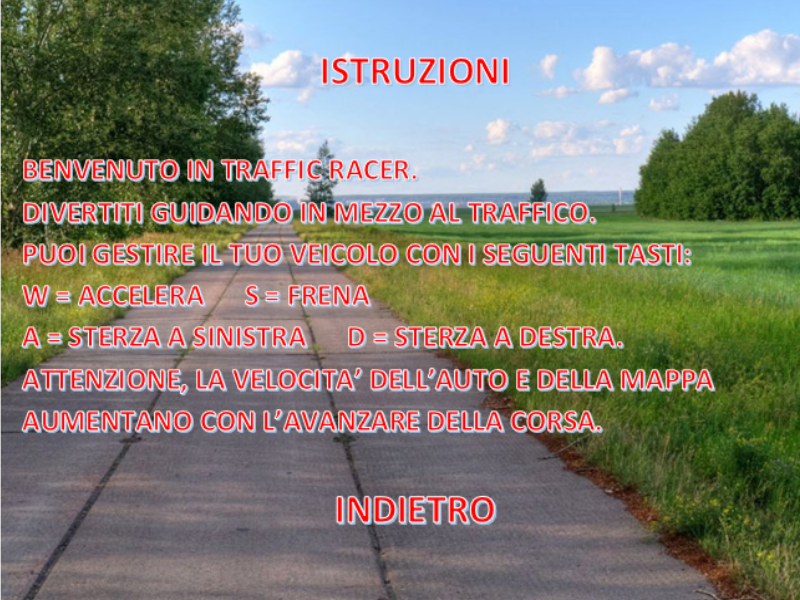 ISTRUZIONI
BENVENUTO IN TRAFFIC RACER.
DIVERTITI GUIDANDO IN MEZZO AL TRAFFICO.
PUOI GESTIRE IL TUO VEICOLO CON I SEGUENTI TASTI:
W = ACCELERA S = FRENA
A = STERZA A SINISTRA D = STERZA A DESTRA.
ATTENZIONE, LA VELOCITA’ DELL’AUTO E DELLA MAPPA
AUMENTANO CON L’AVANZARE DELLA CORSA.
INDIETRO